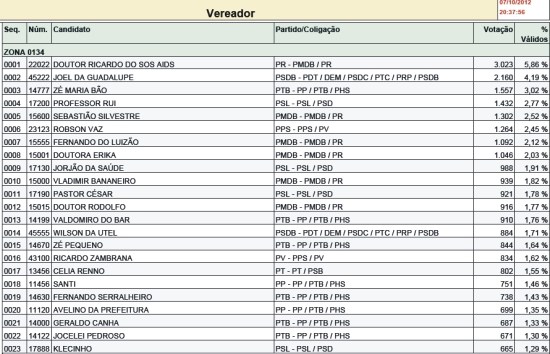 07/10/2012
Vereador 20:37:56
Seq. Núm. Candidato Partido/Coligação Votação %
Válidos
ZONA 0134
0001 22022 DOUTOR RICARDO DO SOS AIDS PR - PMDB / PR 3.023 5,86 %
0002 45222 JOEL DA GUADALUPE PSDB - PDT / DEM / PSDC / PTC / PRP / PSDB 2.160 4,19 %
0003 14777 ZÉ MARIA BÃO PTB - PP / PTB / PHS 1.557 3,02 %
0004 17200 PROFESSOR RUI PSL - PSL / PSD 1.432 2,77 %
0005 15600 SEBASTIÃO SILVESTRE PMDB - PMDB / PR 1.302 2,52 %
0006 23123 ROBSON VAZ PPS - PPS / PV 1.264 2,45 %
0007 15555 FERNANDO DO LUIZÃO PMDB - PMDB / PR 1.092 2,12 %
0008 15001 DOUTORA ERIKA PMDB - PMDB / PR 1.046 2,03 %
0009 17130 JORJÃO DA SAÚDE PSL - PSL / PSD 988 1,91 %
0010 15000 VLADIMIR BANANEIRO PMDB - PMDB / PR 939 1,82 %
0011 17190 PASTOR CÉSAR PSL - PSL / PSD 921 1,78 %
0012 15015 DOUTOR RODOLFO PMDB - PMDB / PR 916 1,77 %
0013 14199 VALDOMIRO DO BAR PTB - PP / PTB / PHS 910 1,76 %
0014 45555 WILSON DA UTEL PSDB - PDT / DEM / PSDC / PTC / PRP / PSDB 884 1,71 %
0015 14670 ZÉ PEQUENO PTB - PP / PTB / PHS 844 1,64 %
0016 43100 RICARDO ZAMBRANA PV - PPS / PV 834 1,62 %
0017 13456 CELIA RENNO PT - PT / PSB 802 1,55 %
0018 11456 SANTI PP - PP / PTB / PHS 751 1,46 %
0019 14630 FERNANDO SERRALHEIRO PTB - PP / PTB / PHS 738 1,43 %
0020 11120 AVELINO DA PREFEITURA PP - PP / PTB / PHS 699 1,35 %
0021 14000 GERALDO CANHA PTB - PP / PTB / PHS 687 1,33 %
0022 14122 JOCELEI PEDROSO PTB - PP / PTB / PHS 671 1,30 %
0023 17888 KLECINHO PSL - PSL / PSD 665 1,29 %